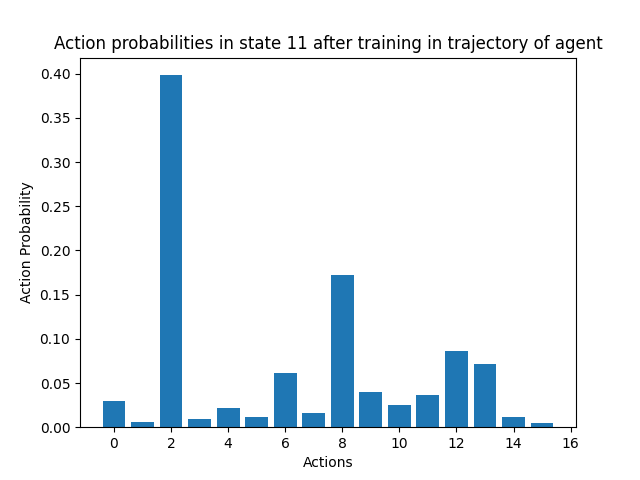 Action probabilities in state 11 after training in trajectory of agent
0.40
0.35
0.30
0.25
0.20
0.15
0.10
0.05
0.00
Action Probability
0 2 4 6 8 10 12 14 16
Actions